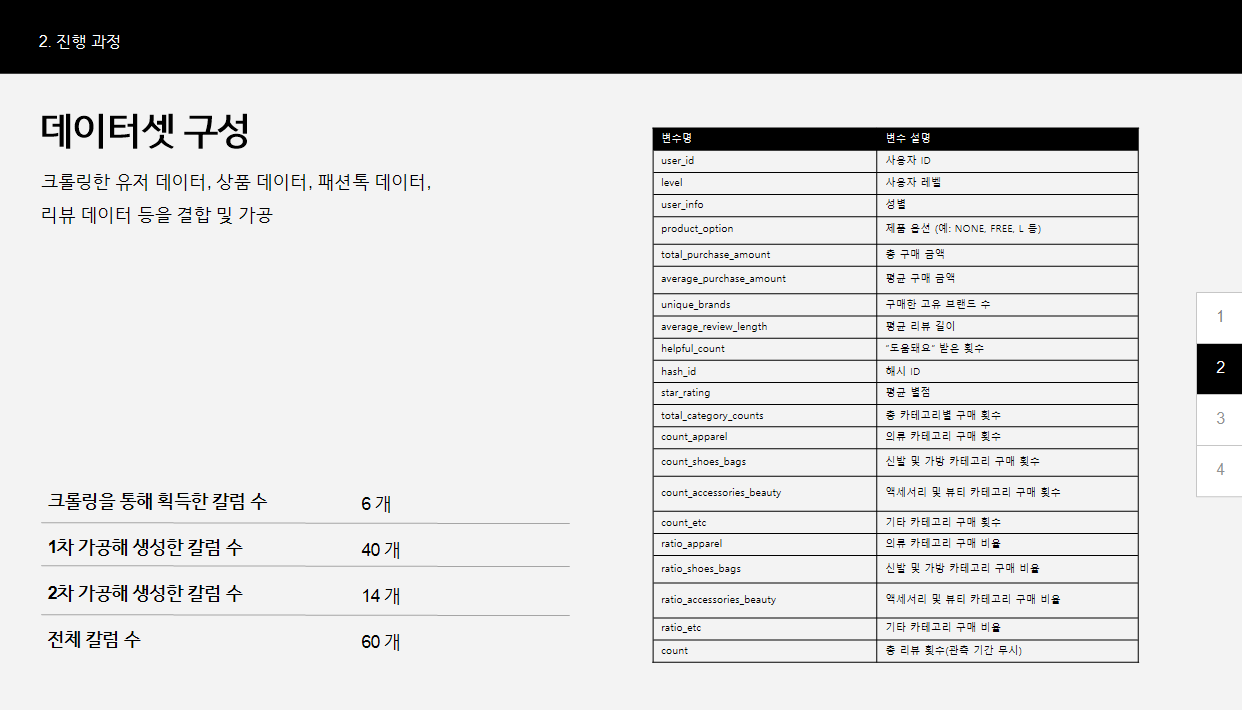 2. 진행 과정
데이터셋 구성
크롤링한 유저 데이터, 상품 데이터, 패션톡 데이터,
리뷰 데이터 등을 결합 및 가공
크롤링을 통해 획득한 칼럼 수 6 개
1차 가공해 생성한 칼럼 수 40 개
2차 가공해 생성한 칼럼 수 14 개
전체 칼럼 수 60 개
변수명 변수 설명
user_id 사용자 ID
level 사용자 레벨
user_info 성별
product_option 제품 옵션 (예: NONE, FREE, L 등)
total_purchase_amount 총 구매 금액
average_purchase_amount 평균 구매 금액
unique_brands 구매한 고유 브랜드 수
average_review_length 평균 리뷰 길이
helpful_count "도움돼요" 받은 횟수
hash_id 해시 ID
star_rating 평균 별점
total_category_counts 총 카테고리별 구매 횟수
count_apparel 의류 카테고리 구매 횟수
count_shoes_bags 신발 및 가방 카테고리 구매 횟수
count_accessories_beauty 액세서리 및 뷰티 카테고리 구매 횟수
count_etc 기타 카테고리 구매 횟수
ratio_apparel 의류 카테고리 구매 비율
ratio_shoes_bags 신발 및 가방 카테고리 구매 비율
ratio_accessories_beauty 액세서리 및 뷰티 카테고리 구매 비율
ratio_etc 기타 카테고리 구매 비율
count 총 리뷰 횟수(관측 기간 무시)
1
2
3
4